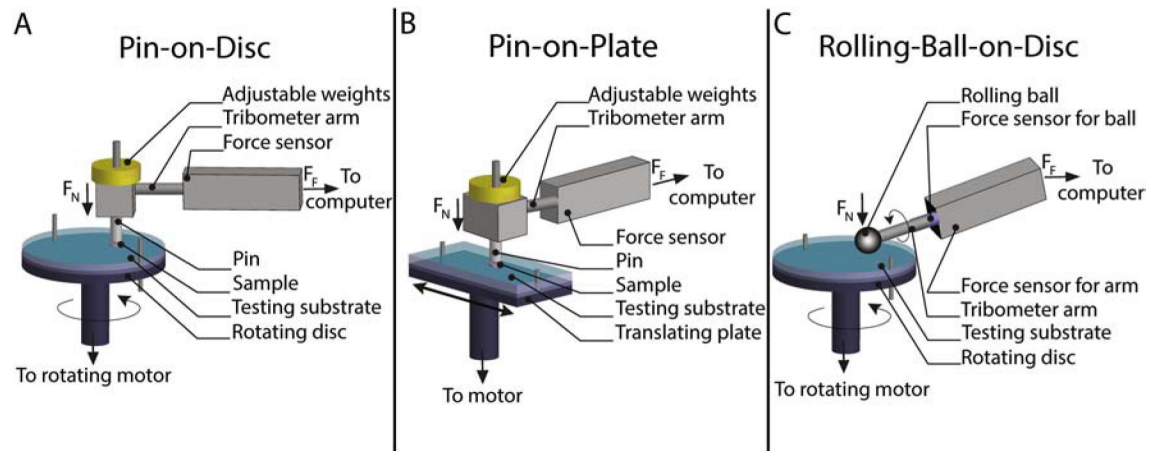 A
Pin-on-Disc
Adjustable weights
Tribometer arm
Force sensor
F_F
To
computer
F_N
Pin
Sample
Testing substrate
Rotating disc
To rotating motor
B
Pin-on-Plate
Adjustable weights
Tribometer arm
F_F
To
computer
F_N
Force sensor
Pin
Sample
Testing substrate
Translating plate
To motor
C
Rolling-Ball-on-Disc
Rolling ball
Force sensor for ball
F_F
To
computer
F_N
Force sensor for arm
Tribometer arm
Testing substrate
Rotating disc
To rotating motor